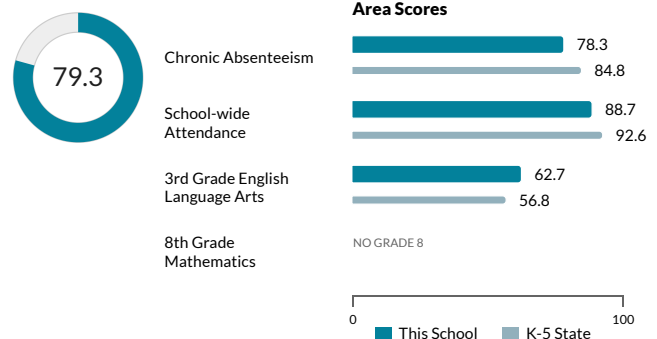 79.3
Area Scores
Chronic Absenteeism
78.3
84.8
School-wide
Attendance
88.7
92.6
3rd Grade English
Language Arts
62.7
56.8
8th Grade
Mathematics
NO GRADE 8
0
100
This School
K-5 State